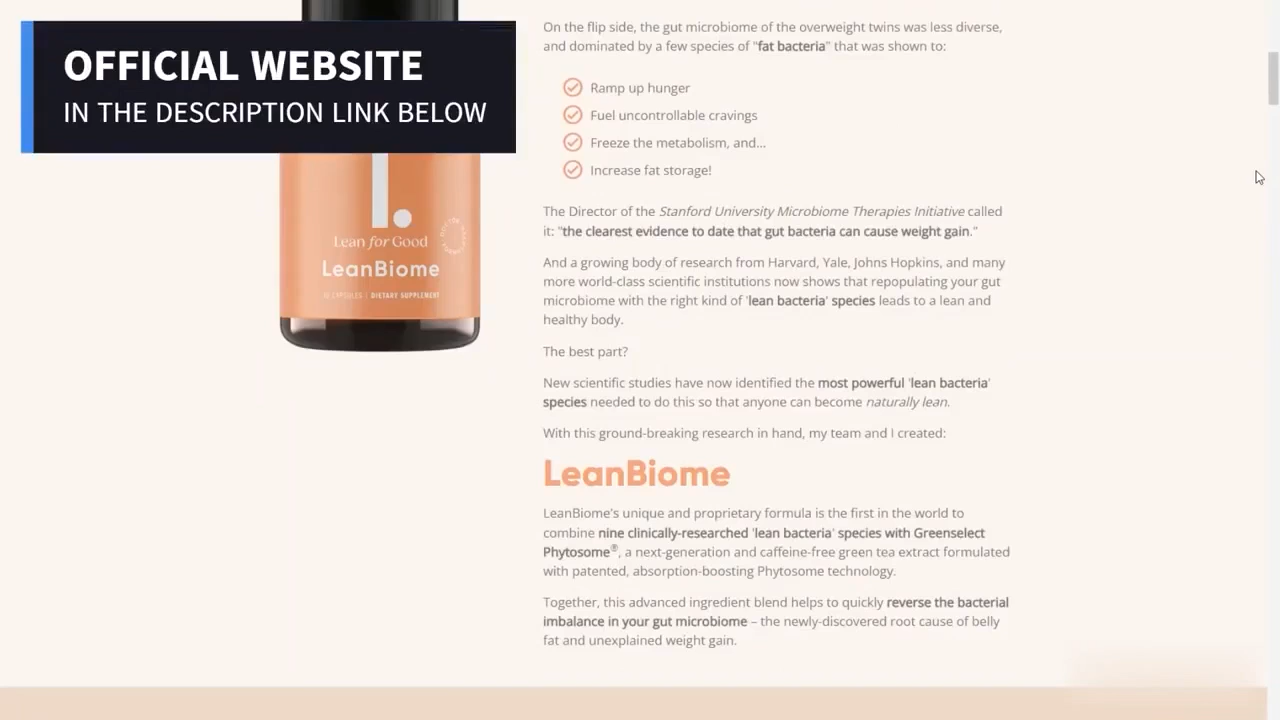 OFFICIAL WEBSITE
IN THE DESCRIPTION LINK BELOW
l.
Lean for Good
LeanBiome
CAPSULES | DIETARY SUPPLEMENT
On the flip side, the gut microbiome of the overweight twins was less diverse,
and dominated by a few species of "fat bacteria" that was shown to:
Ramp up hunger
Fuel uncontrollable cravings
Freeze the metabolism, and...
Increase fat storage!
The Director of the Stanford University Microbiome Therapies Initiative called
it: "the clearest evidence to date that gut bacteria can cause weight gain."
And a growing body of research from Harvard, Yale, Johns Hopkins, and many
more world-class scientific institutions now shows that repopulating your gut
microbiome with the right kind of 'lean bacteria' species leads to a lean and
healthy body.
The best part?
New scientific studies have now identified the most powerful 'lean bacteria'
species needed to do this so that anyone can become naturally lean.
With this ground-breaking research in hand, my team and I created:
LeanBiome
LeanBiome's unique and proprietary formula is the first in the world to
combine nine clinically-researched 'lean bacteria' species with Greenselect
Phytosome®, a next-generation and caffeine-free green tea extract formulated
with patented, absorption-boosting Phytosome technology.
Together, this advanced ingredient blend helps to quickly reverse the bacterial
imbalance in your gut microbiome – the newly-discovered root cause of belly
fat and unexplained weight gain.